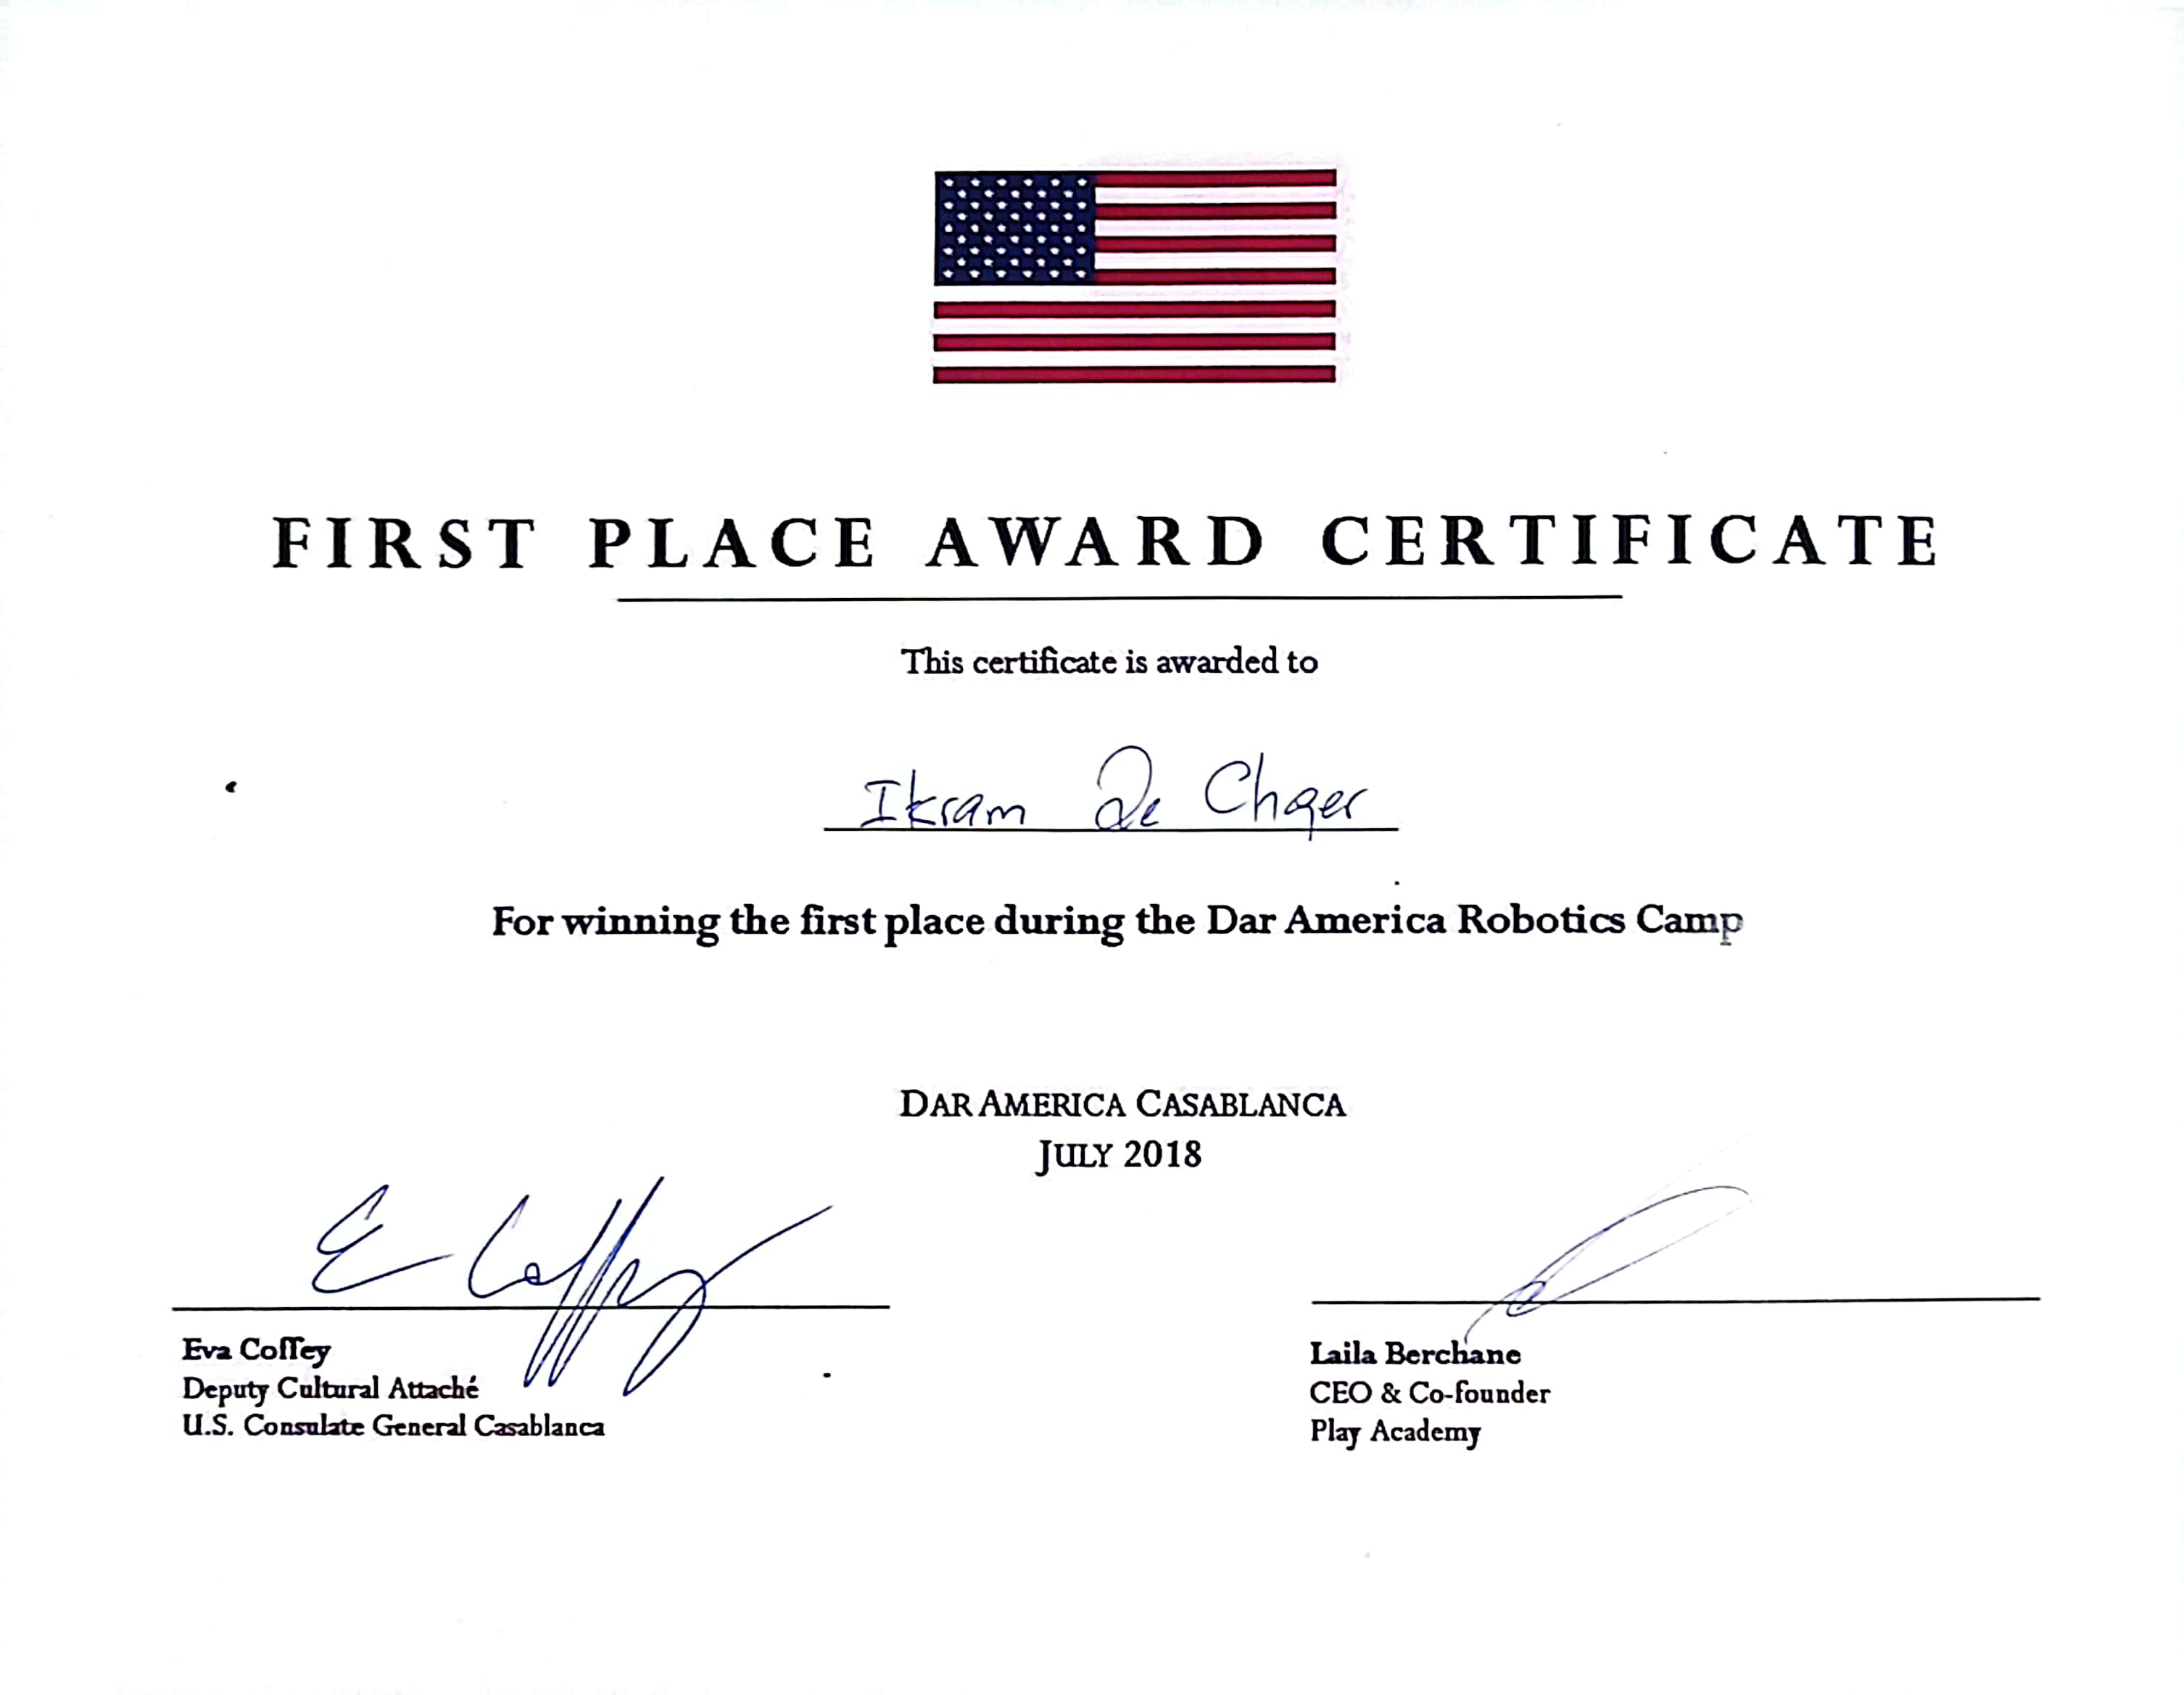 FIRST PLACE AWARD CERTIFICATE
This certificate is awarded to
Ikram De Chger
For winning the first place during the Dar America Robotics Camp
DAR AMERICA CASABLANCA
JULY 2018
E Coffey
Eva Coffey
Deputy Cultural Attaché
U.S. Consulate General Casablanca
Laila Berchane
CEO & Co-founder
Play Academy